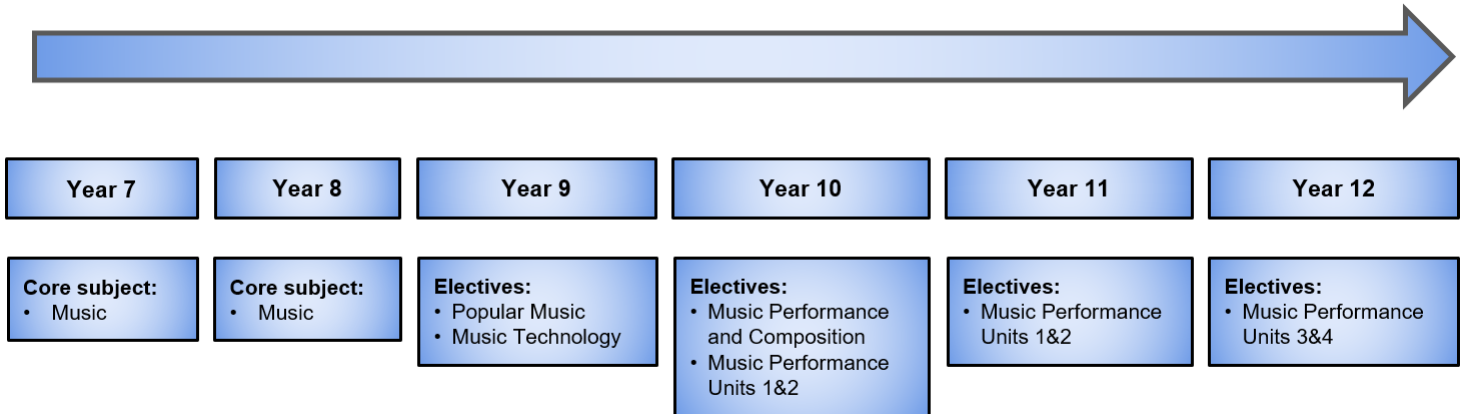 Year 7
Year 8
Year 9
Year 10
Year 11
Year 12
Core subject:
• Music
Core subject:
• Music
Electives:
• Popular Music
• Music Technology
Electives:
• Music Performance
and Composition
• Music Performance
Units 1&2
Electives:
• Music Performance
Units 1&2
Electives:
• Music Performance
Units 3&4